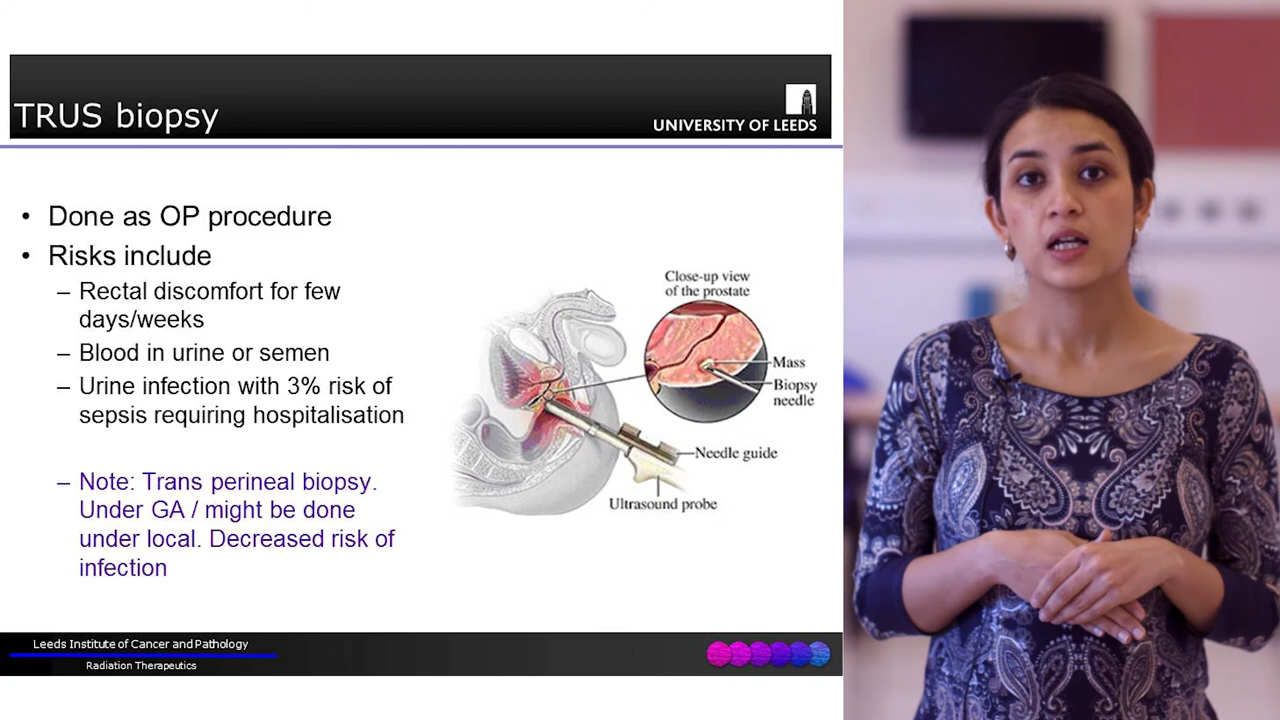 TRUS biopsy
UNIVERSITY OF LEEDS
• Done as OP procedure
• Risks include
– Rectal discomfort for few
days/weeks
– Blood in urine or semen
– Urine infection with 3% risk of
sepsis requiring hospitalisation
– Note: Trans perineal biopsy.
Under GA / might be done
under local. Decreased risk of
infection
Close-up view
of the prostate
Mass
Biopsy
needle
Needle guide
Ultrasound probe
Leeds Institute of Cancer and Pathology
Radiation Therapeutics